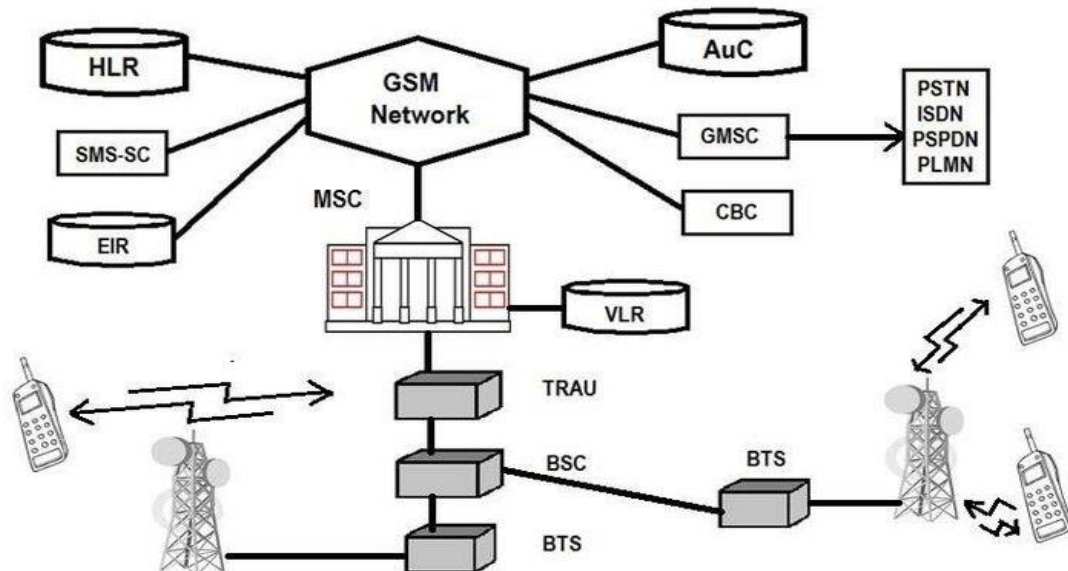 HLR
GSM
Network
AuC
PSTN
ISDN
PSPDN
PLMN
SMS-SC
GMSC
MSC
EIR
CBC
VLR
TRAU
BSC
BTS
BTS